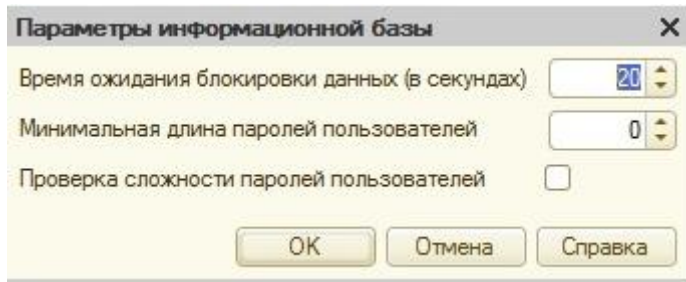 Параметры информационной базы
Время ожидания блокировки данных (в секундах) 20
Минимальная длина паролей пользователей 0
Проверка сложности паролей пользователей
ОК Отмена Справка